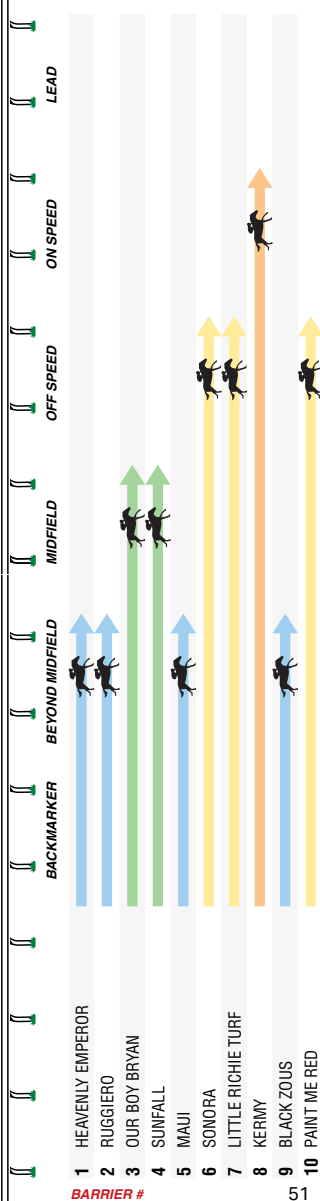 BACKMARKER BEYOND MIDFIELD MIDFIELD OFF SPEED ON SPEED LEAD
1 HEAVENLY EMPEROR
2 RUGGIERO
3 OUR BOY BRYAN
4 SUNFALL
5 MAUI
6 SONORA
7 LITTLE RICHIE TURF
8 KERMY
9 BLACK ZOUS
10 PAINT ME RED
BARRIER #
51